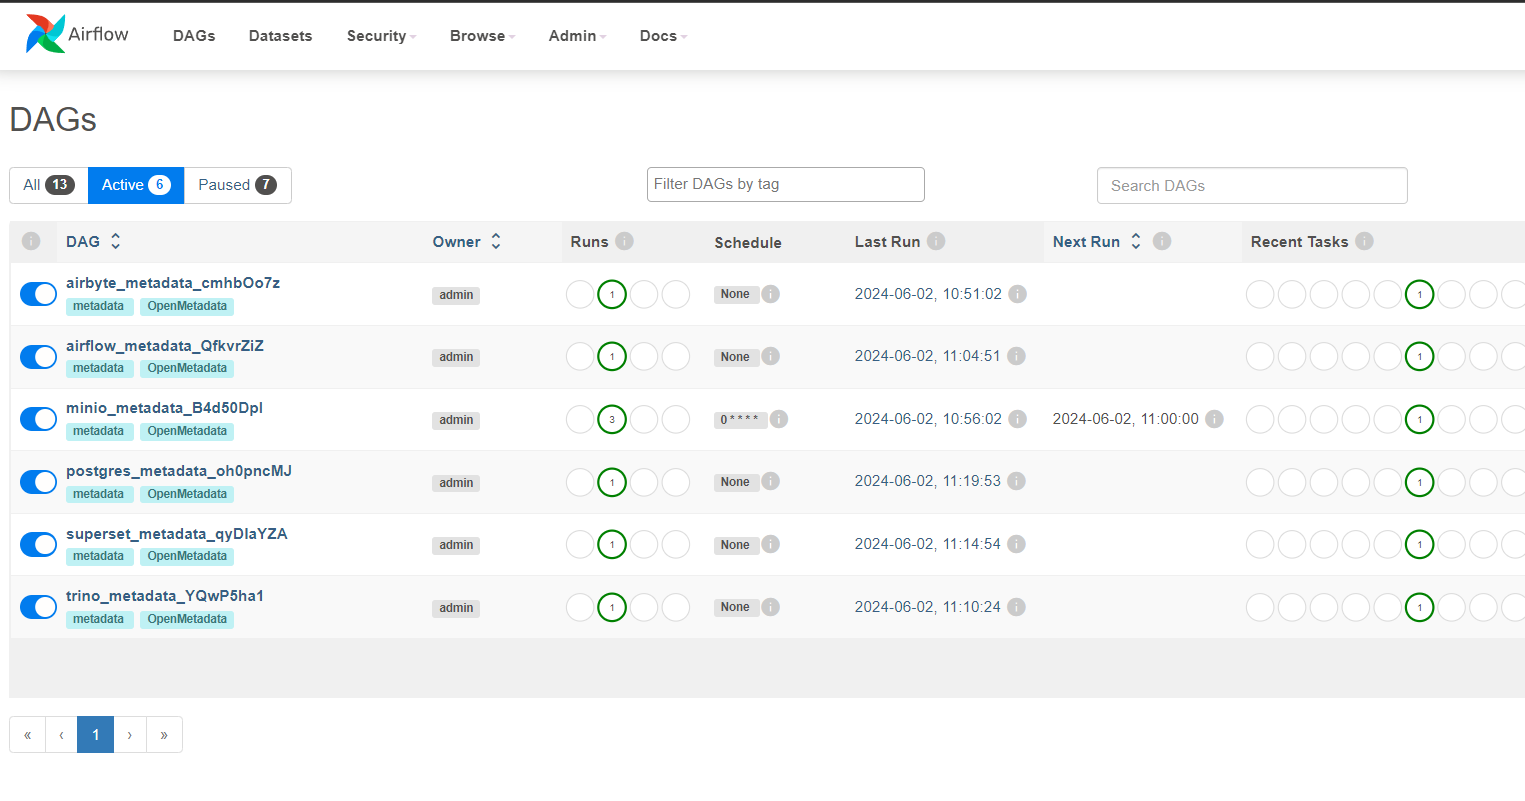 Airflow DAGs Datasets Security Browse Admin Docs
DAGs
All 13 Active 6 Paused 7 Filter DAGs by tag Search DAGs
DAG Owner Runs Schedule Last Run Next Run Recent Tasks
airbyte_metadata_cmhbOo7z
metadata OpenMetadata admin 1 None 2024-06-02, 10:51:02 1
airflow_metadata_QfkvrZiZ
metadata OpenMetadata admin 1 None 2024-06-02, 11:04:51 1
minio_metadata_B4d50DpI
metadata OpenMetadata admin 3 0 * * * * 2024-06-02, 10:56:02 2024-06-02, 11:00:00 1
postgres_metadata_oh0pncMJ
metadata OpenMetadata admin 1 None 2024-06-02, 11:19:53 1
superset_metadata_qyDIaYZA
metadata OpenMetadata admin 1 None 2024-06-02, 11:14:54 1
trino_metadata_YQwP5ha1
metadata OpenMetadata admin 1 None 2024-06-02, 11:10:24 1
« ‹ 1 › »